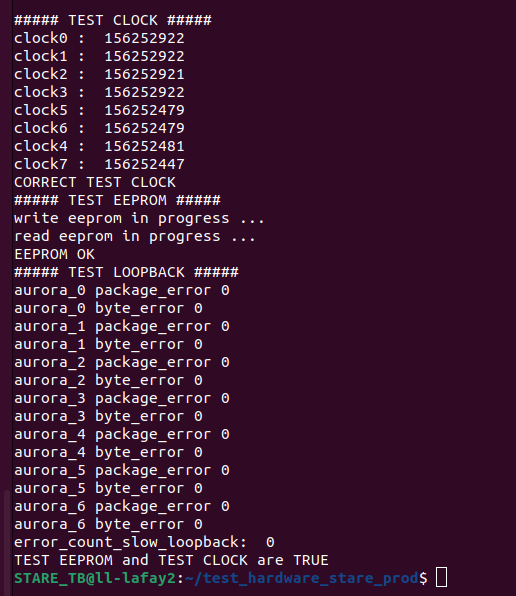 ##### TEST CLOCK #####
clock0 :  156252922
clock1 :  156252922
clock2 :  156252921
clock3 :  156252922
clock5 :  156252479
clock6 :  156252479
clock4 :  156252481
clock7 :  156252447
CORRECT TEST CLOCK
##### TEST EEPROM #####
write eeprom in progress ...
read eeprom in progress ...
EEPROM OK
##### TEST LOOPBACK #####
aurora_0 package_error 0
aurora_0 byte_error 0
aurora_1 package_error 0
aurora_1 byte_error 0
aurora_2 package_error 0
aurora_2 byte_error 0
aurora_3 package_error 0
aurora_3 byte_error 0
aurora_4 package_error 0
aurora_4 byte_error 0
aurora_5 package_error 0
aurora_5 byte_error 0
aurora_6 package_error 0
aurora_6 byte_error 0
error_count_slow_loopback:  0
TEST EEPROM and TEST CLOCK are TRUE
STARE_TB@ll-lafay2:~/test_hardware_stare_prod$